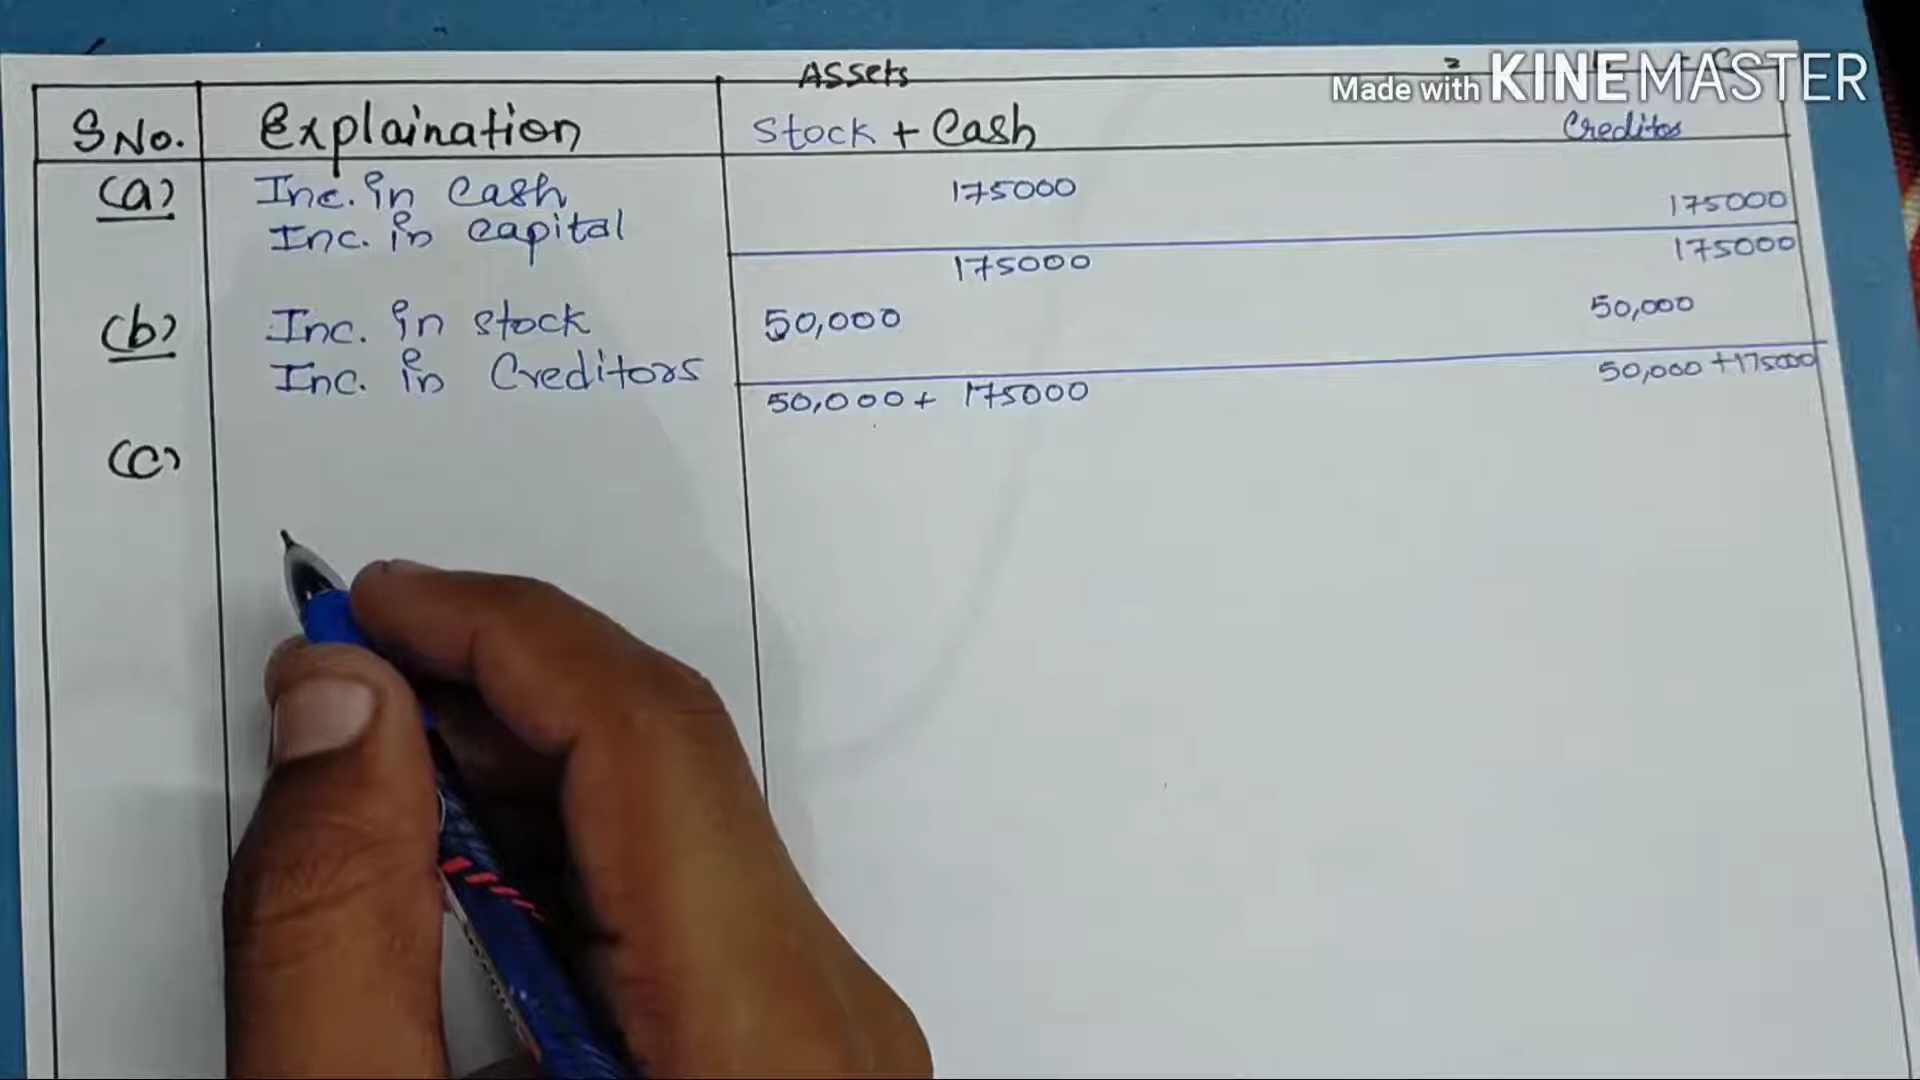 Assets
Made with KINEMASTER
S No. Explaination Stock + Cash Creditos
(a) Inc. in Cash 175000 175000
Inc. in capital
175000 175000
(b) Inc. in stock 50,000 50,000
Inc. in Creditors
50,000 + 175000 50,000 + 175000
(c)